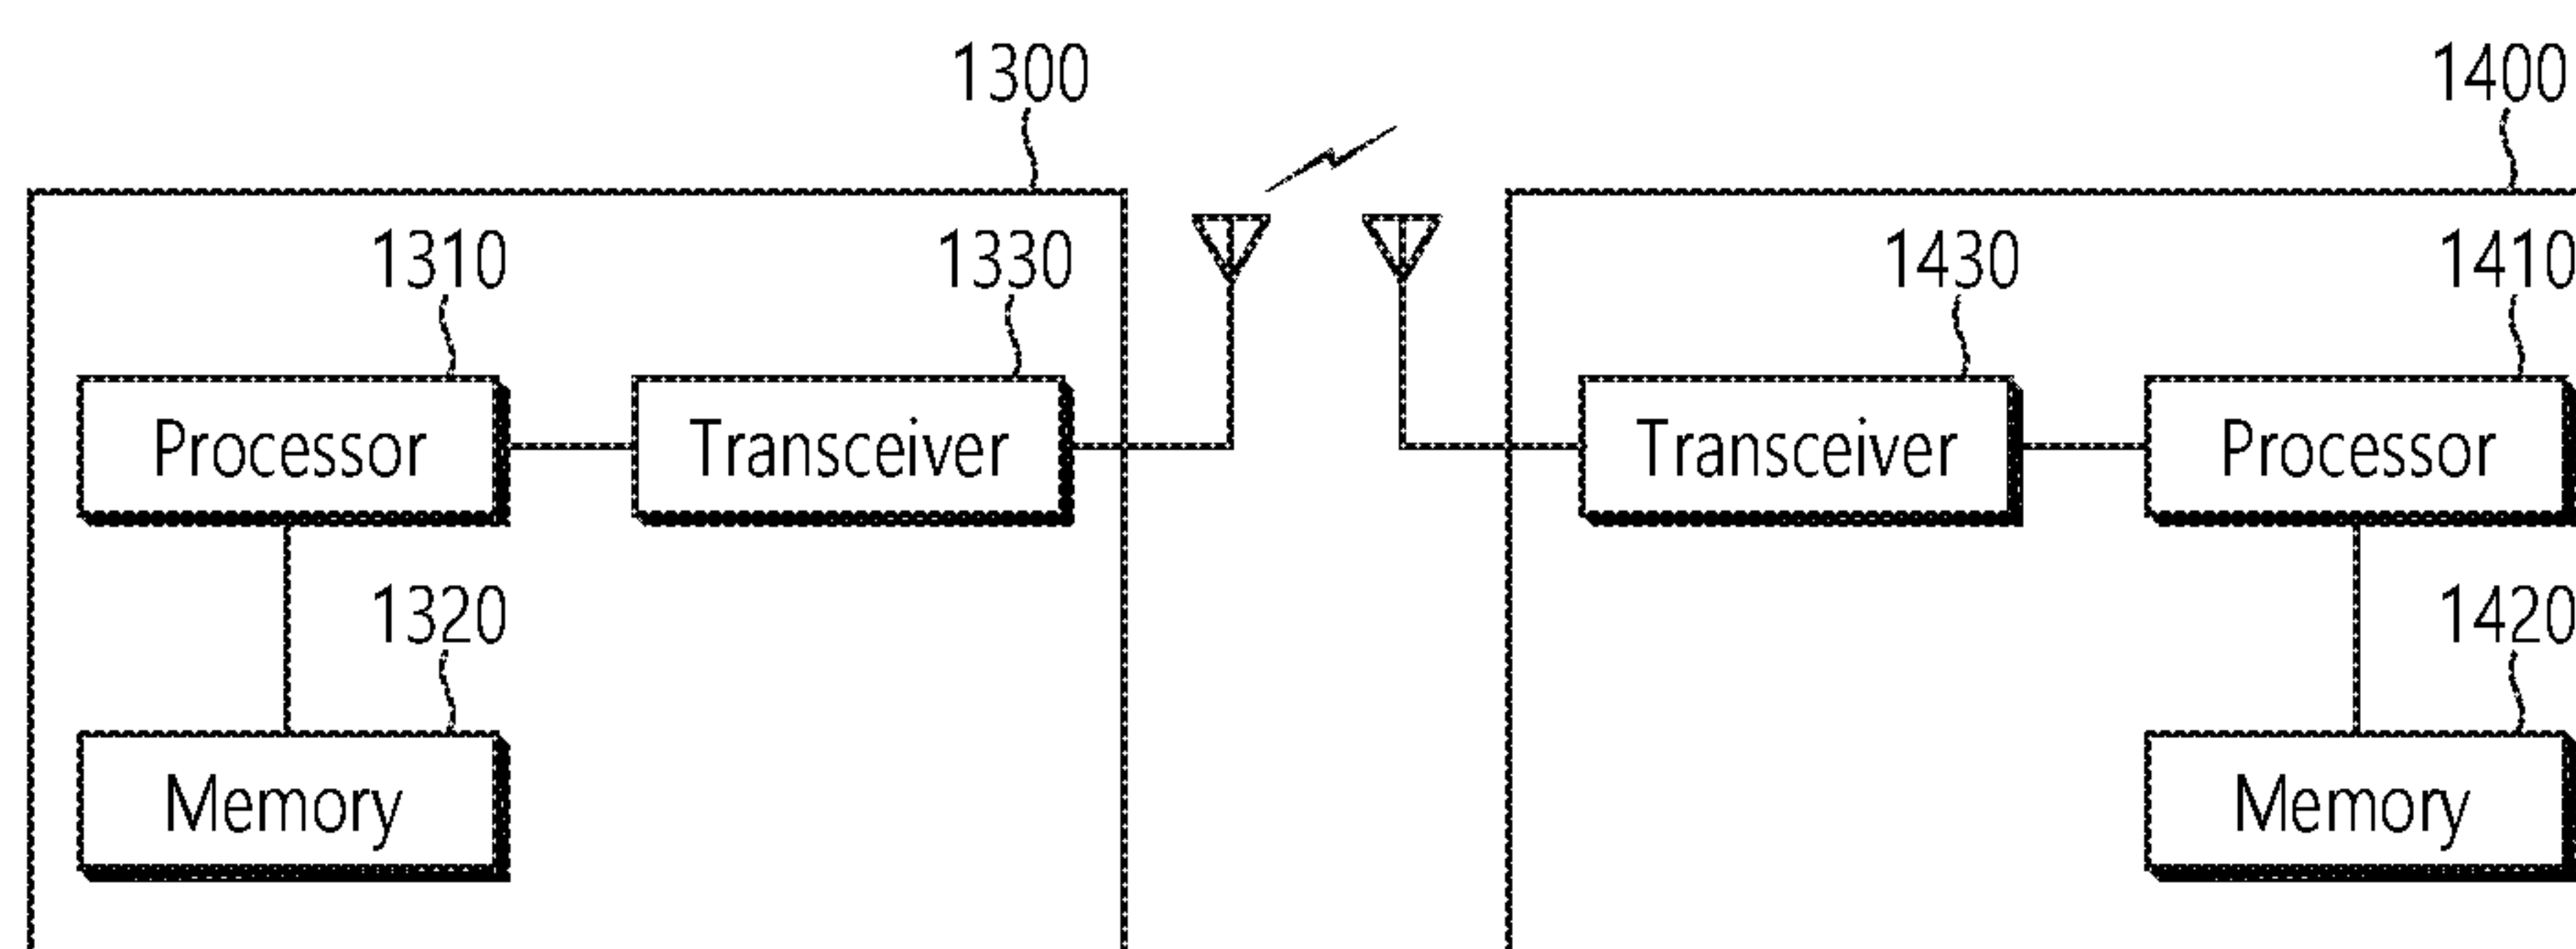 1300
1400
1310
1330
1430
1410
Processor
Transceiver
Transceiver
Processor
1320
1420
Memory
Memory